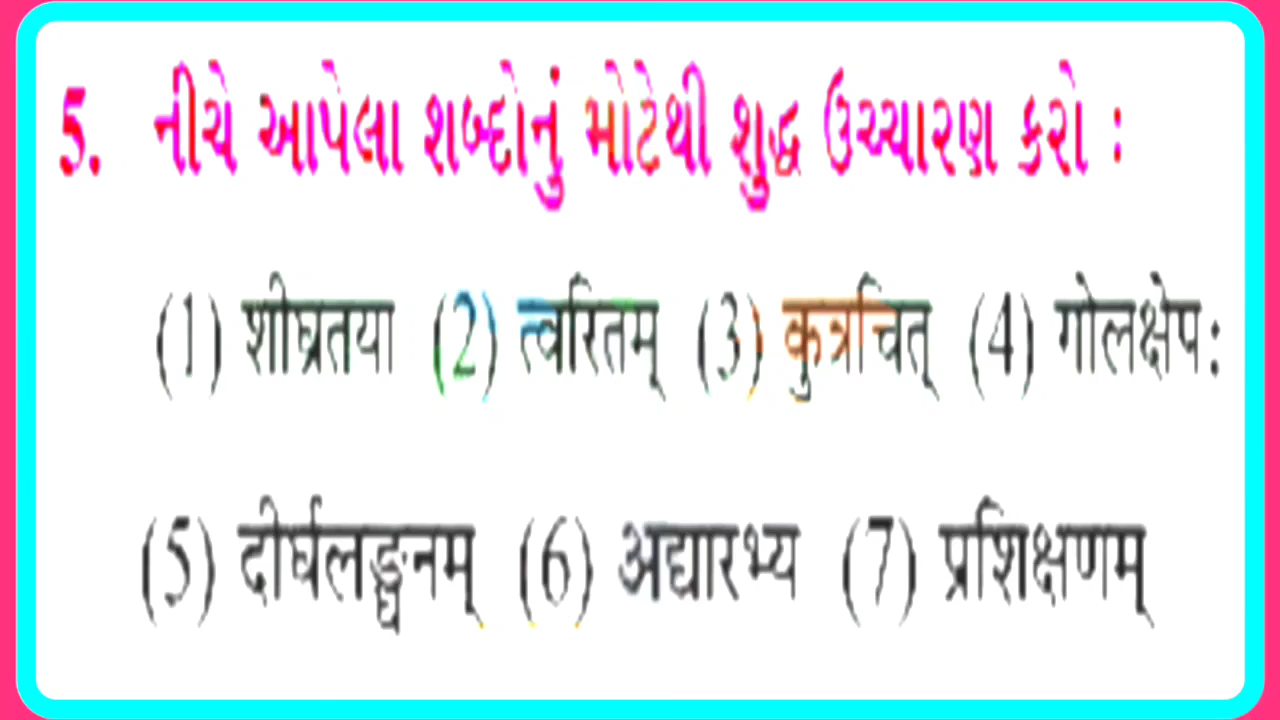 5. નીચે આપેલા શબ્દોનું મોટેથી શુદ્ધ ઉચ્ચારણ કરો :
(1) शीघ्रतया (2) त्वरितम् (3) कुत्रचित् (4) गोलक्षेपः
(5) दीर्घलङ्घनम् (6) अद्यारभ्य (7) प्रशिक्षणम्